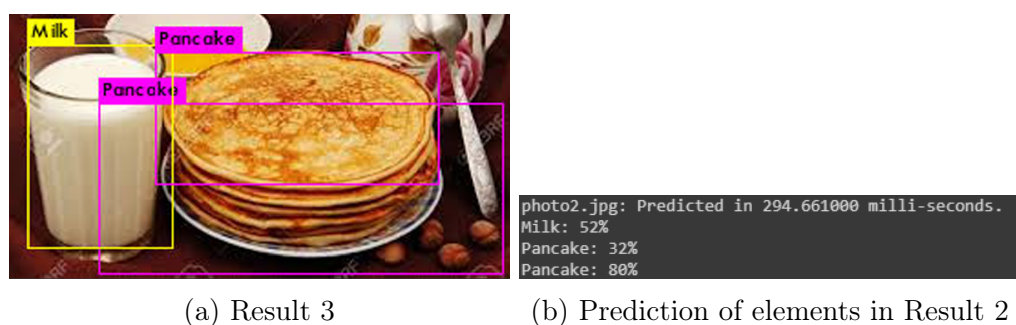 Milk
Pancake
Pancake
photo2.jpg: Predicted in 294.661000 milli-seconds.
Milk: 52%
Pancake: 32%
Pancake: 80%
(a) Result 3
(b) Prediction of elements in Result 2